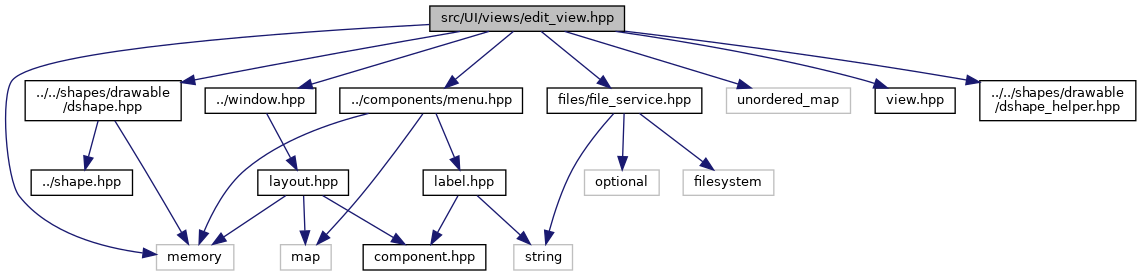 src/UI/views/edit_view.hpp
../../shapes/drawable
/dshape.hpp
../window.hpp
../components/menu.hpp
files/file_service.hpp
unordered_map
view.hpp
../../shapes/drawable
/dshape_helper.hpp
../shape.hpp
layout.hpp
label.hpp
optional
filesystem
memory
map
component.hpp
string